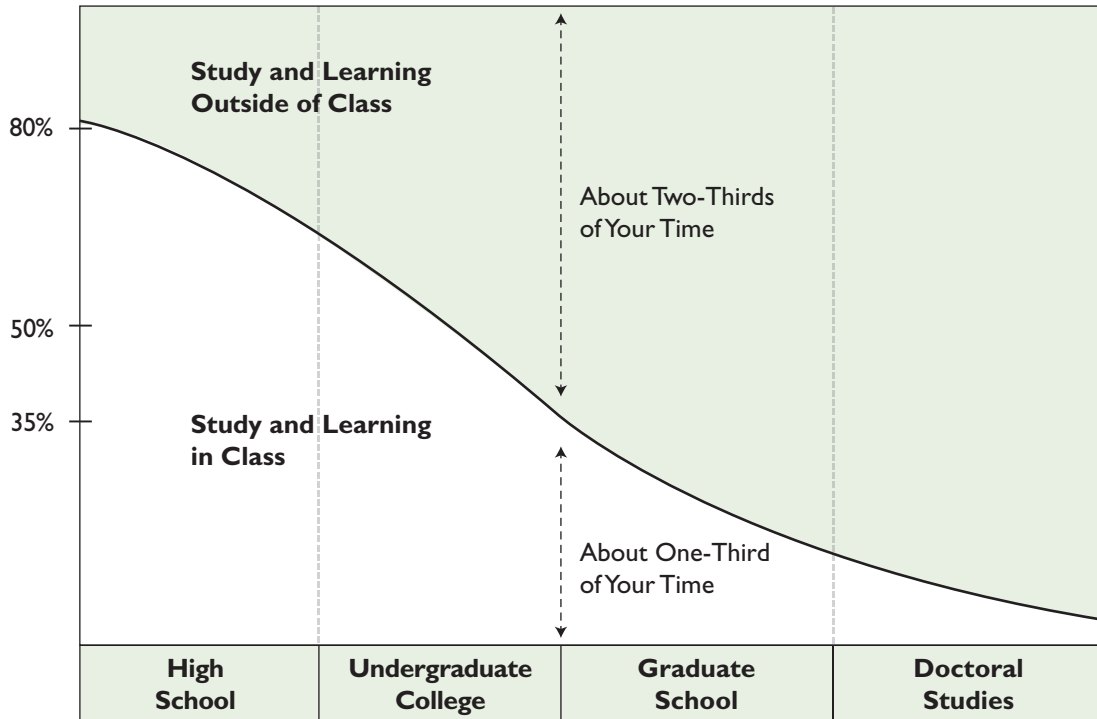 Study and Learning
Outside of Class
80%
About Two-Thirds
of Your Time
50%
35%
Study and Learning
in Class
About One-Third
of Your Time
High
School
Undergraduate
College
Graduate
School
Doctoral
Studies